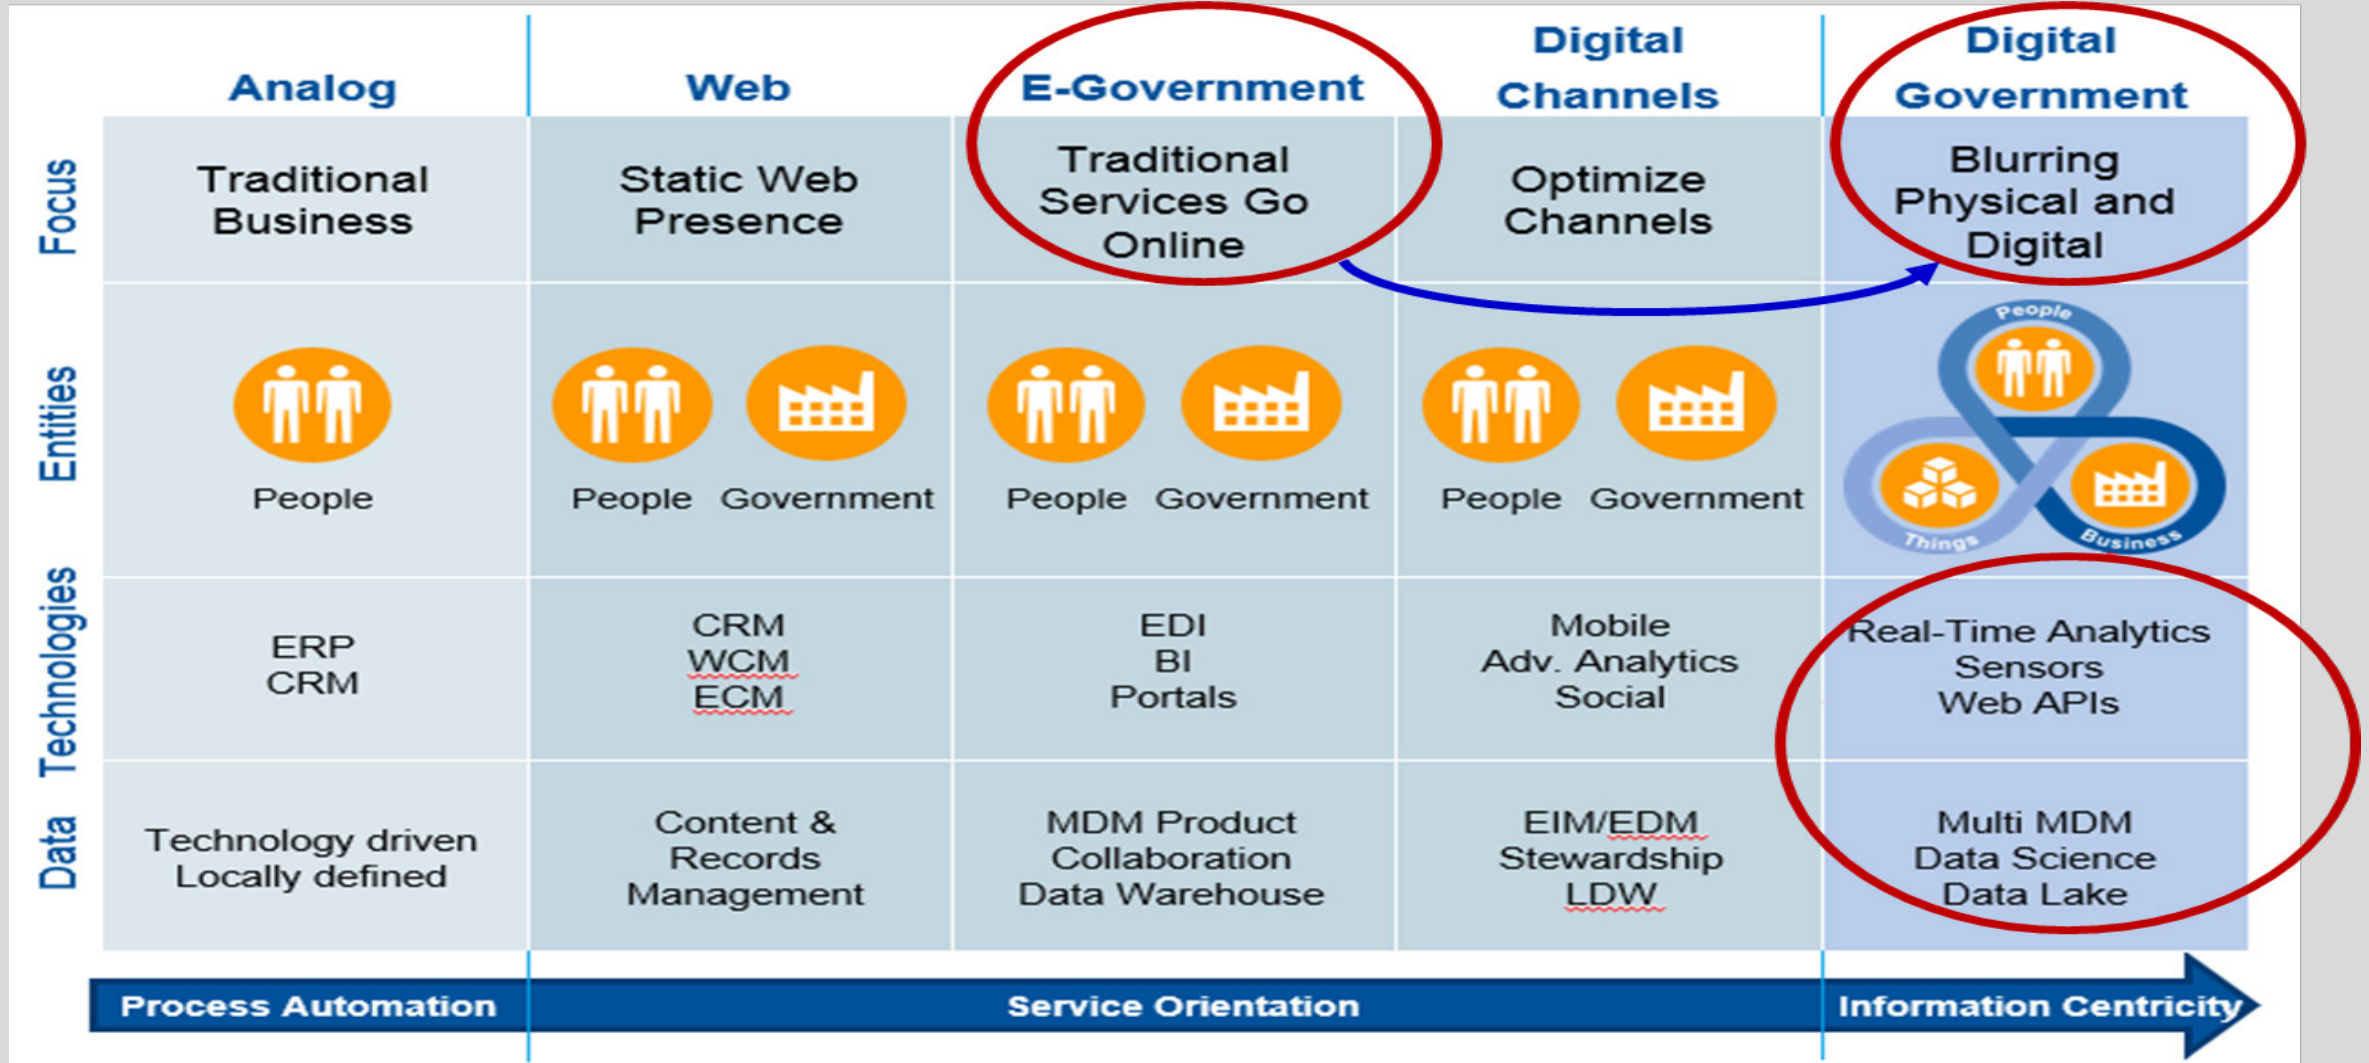 Analog
Web
E-Government
Digital
Channels
Digital
Government
Focus
Traditional
Business
Static Web
Presence
Traditional
Services Go
Online
Optimize
Channels
Blurring
Physical and
Digital
Entities
People
People Government
People Government
People Government
People
Things
Business
Technologies
ERP
CRM
CRM
WCM
ECM
EDI
BI
Portals
Mobile
Adv. Analytics
Social
Real-Time Analytics
Sensors
Web APIs
Data
Technology driven
Locally defined
Content &
Records
Management
MDM Product
Collaboration
Data Warehouse
EIM/EDM
Stewardship
LDW
Multi MDM
Data Science
Data Lake
Process Automation
Service Orientation
Information Centricity